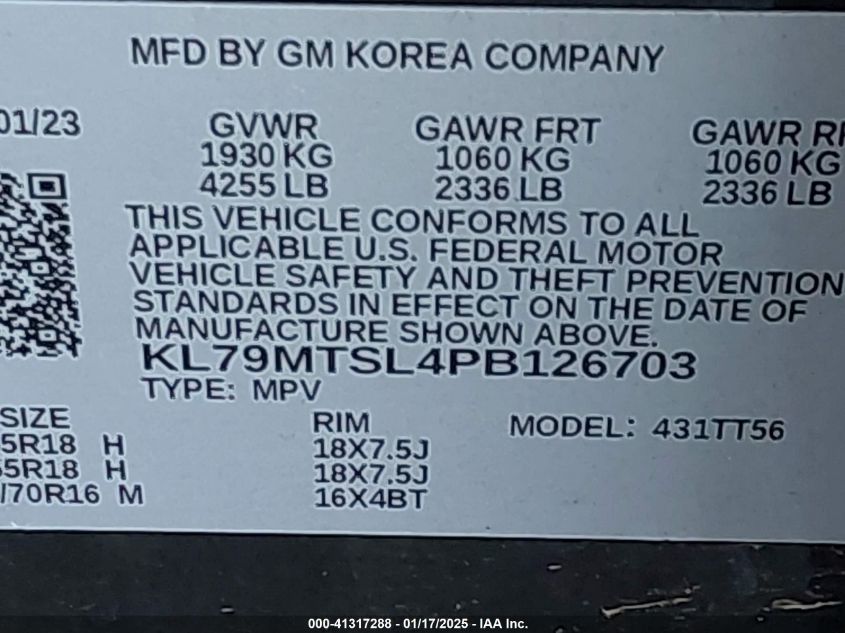 MFD BY GM KOREA COMPANY
01/23 GVWR GAWR FRT GAWR RR
1930 KG 1060 KG 1060 KG
4255 LB 2336 LB 2336 LB
THIS VEHICLE CONFORMS TO ALL
APPLICABLE U.S. FEDERAL MOTOR
VEHICLE SAFETY AND THEFT PREVENTION
STANDARDS IN EFFECT ON THE DATE OF
MANUFACTURE SHOWN ABOVE.
KL79MTSL4PB126703
TYPE: MPV
SIZE RIM MODEL: 431TT56
5R18 H 18X7.5J
5R18 H 18X7.5J
/70R16 M 16X4BT
000-41317288 - 01/17/2025 - IAA Inc.